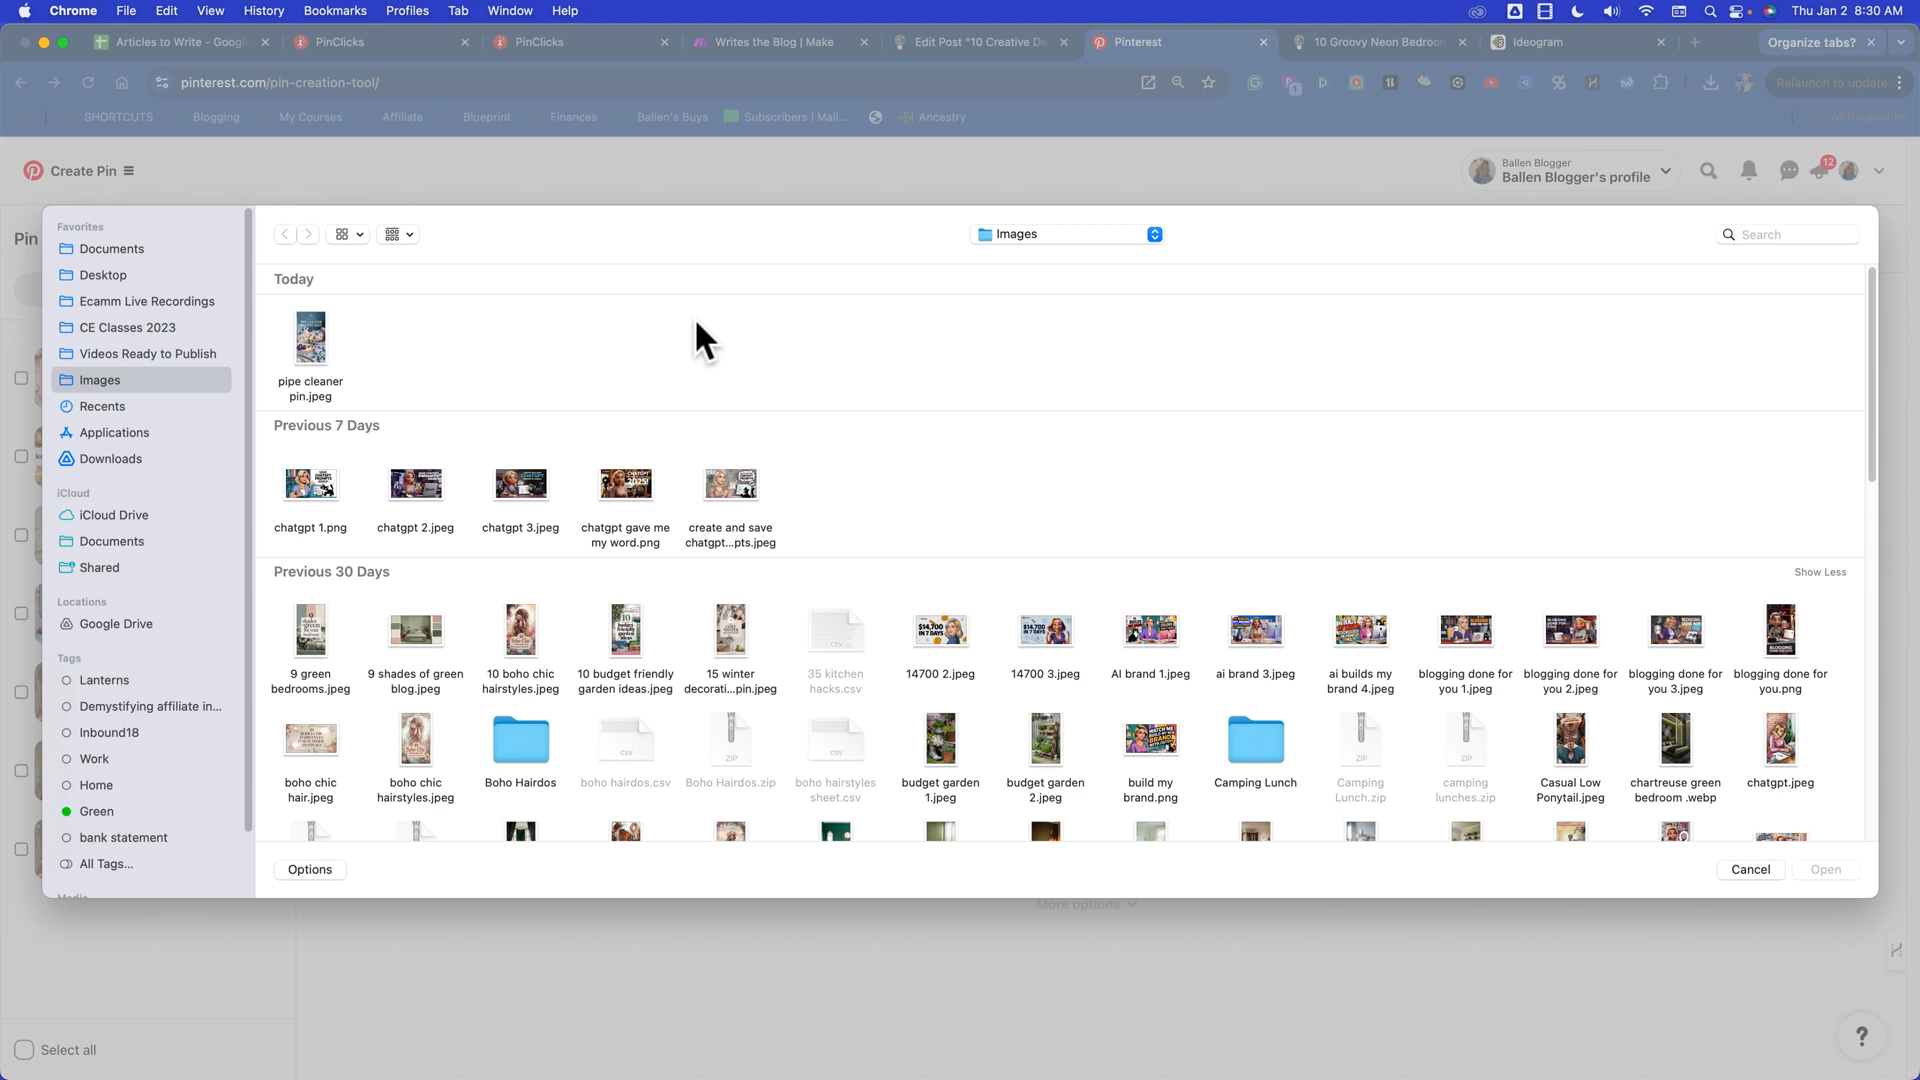 Chrome File Edit View History Bookmarks Profiles Tab Window Help Thu Jan 2 8:30 AM
Articles to Write - Googl PinClicks PinClicks Writes the Blog | Make Edit Post "10 Creative De Pinterest 10 Groovy Neon Bedroom Ideogram Organize tabs?
pinterest.com/pin-creation-tool/ 1 Relaunch to update
SHORTCUTS Blogging My Courses Affiliate Blueprint Finances Ballen's Buys Subscribers | Mail... Ancestry All Bookmarks
Create Pin
Ballen Blogger
Ballen Blogger's profile
12
Pin
Favorites
Documents
Desktop
Ecamm Live Recordings
CE Classes 2023
Videos Ready to Publish
Images
Recents
Applications
Downloads
iCloud
iCloud Drive
Documents
Shared
Locations
Google Drive
Tags
Lanterns
Demystifying affiliate in...
Inbound18
Work
Home
Green
bank statement
All Tags...
Images
Search
Today
pipe cleaner
pin.jpeg
Previous 7 Days
chatgpt 1.png
chatgpt 2.jpeg
chatgpt 3.jpeg
chatgpt gave me
my word.png
create and save
chatgpt...pts.jpeg
Previous 30 Days
Show Less
9 green
bedrooms.jpeg
9 shades of green
blog.jpeg
10 boho chic
hairstyles.jpeg
10 budget friendly
garden ideas.jpeg
15 winter
decorati...pin.jpeg
CSV
35 kitchen
hacks.csv
14700 2.jpeg
14700 3.jpeg
AI brand 1.jpeg
ai brand 3.jpeg
ai builds my
brand 4.jpeg
blogging done for
you 1.jpeg
blogging done for
you 2.jpeg
blogging done for
you 3.jpeg
blogging done for
you.png
boho chic
hair.jpeg
boho chic
hairstyles.jpeg
Boho Hairdos
CSV
boho hairdos.csv
ZIP
Boho Hairdos.zip
CSV
boho hairstyles
sheet.csv
budget garden
1.jpeg
budget garden
2.jpeg
build my
brand.png
Camping Lunch
ZIP
Camping
Lunch.zip
ZIP
camping
lunches.zip
Casual Low
Ponytail.jpeg
chartreuse green
bedroom .webp
chatgpt.jpeg
Options
Cancel
Open
More options
Select all
?